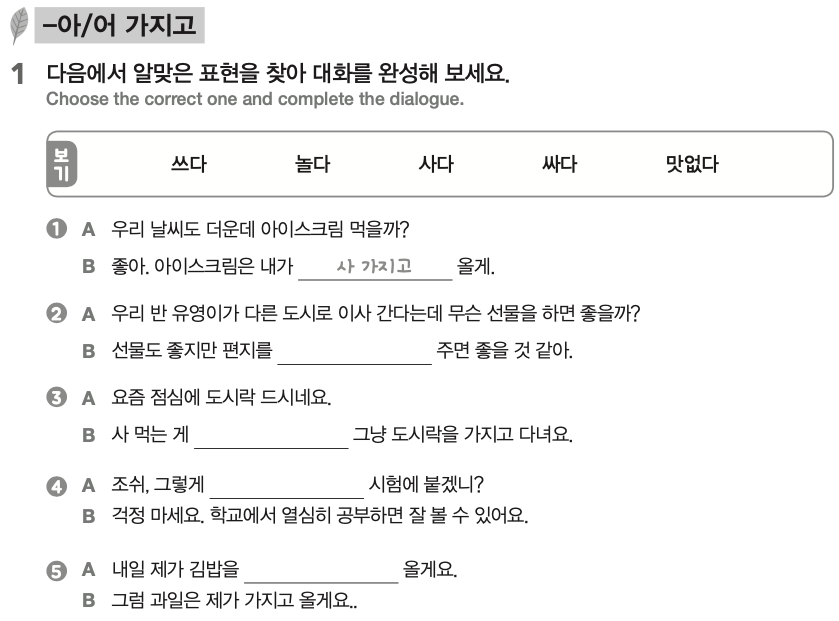 –아/어 가지고
1 다음에서 알맞은 표현을 찾아 대화를 완성해 보세요.
Choose the correct one and complete the dialogue.
보기 쓰다 놀다 사다 싸다 맛없다
❶ A 우리 날씨도 더운데 아이스크림 먹을까?
B 좋아. 아이스크림은 내가 사 가지고 올게.
❷ A 우리 반 유영이가 다른 도시로 이사 간다는데 무슨 선물을 하면 좋을까?
B 선물도 좋지만 편지를 ____________ 주면 좋을 것 같아.
❸ A 요즘 점심에 도시락 드시네요.
B 사 먹는 게 ____________ 그냥 도시락을 가지고 다녀요.
❹ A 조쉬, 그렇게 ____________ 시험에 붙겠니?
B 걱정 마세요. 학교에서 열심히 공부하면 잘 볼 수 있어요.
❺ A 내일 제가 김밥을 ____________ 올게요.
B 그럼 과일은 제가 가지고 올게요..